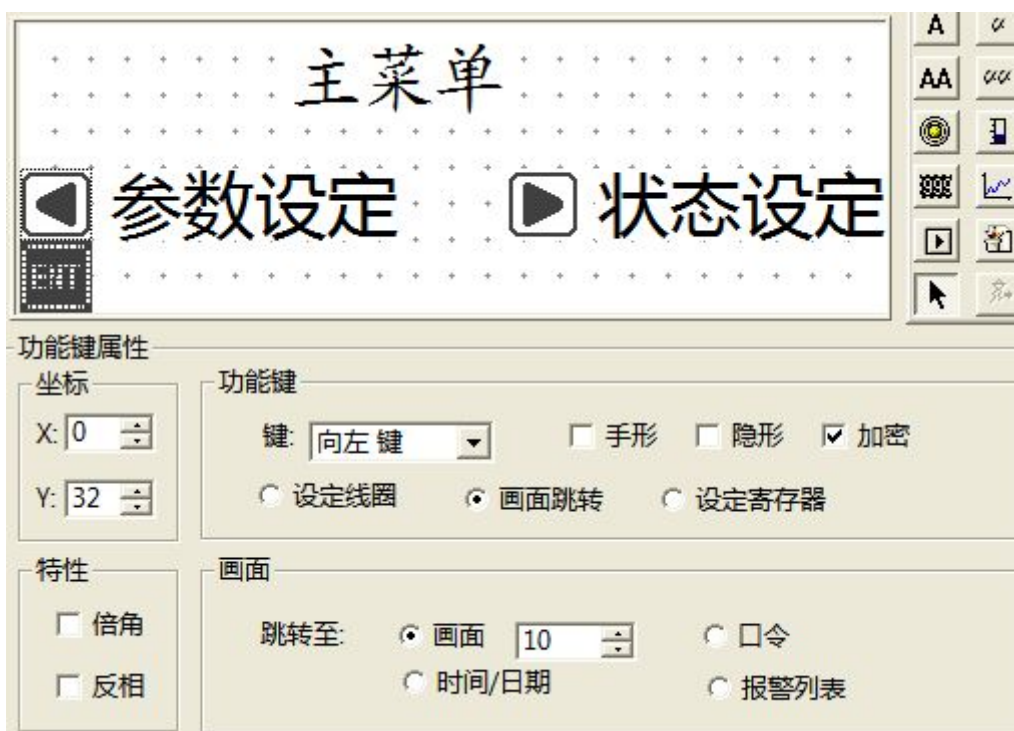 主菜单
A
AA
参数设定 状态设定
ENT
功能键属性
坐标 功能键
X: 0 键: 向左 键 手形 隐形 加密
Y: 32 设定线圈 画面跳转 设定寄存器
特性 画面
倍角 跳转至: 画面 10 口令
反相 时间/日期 报警列表